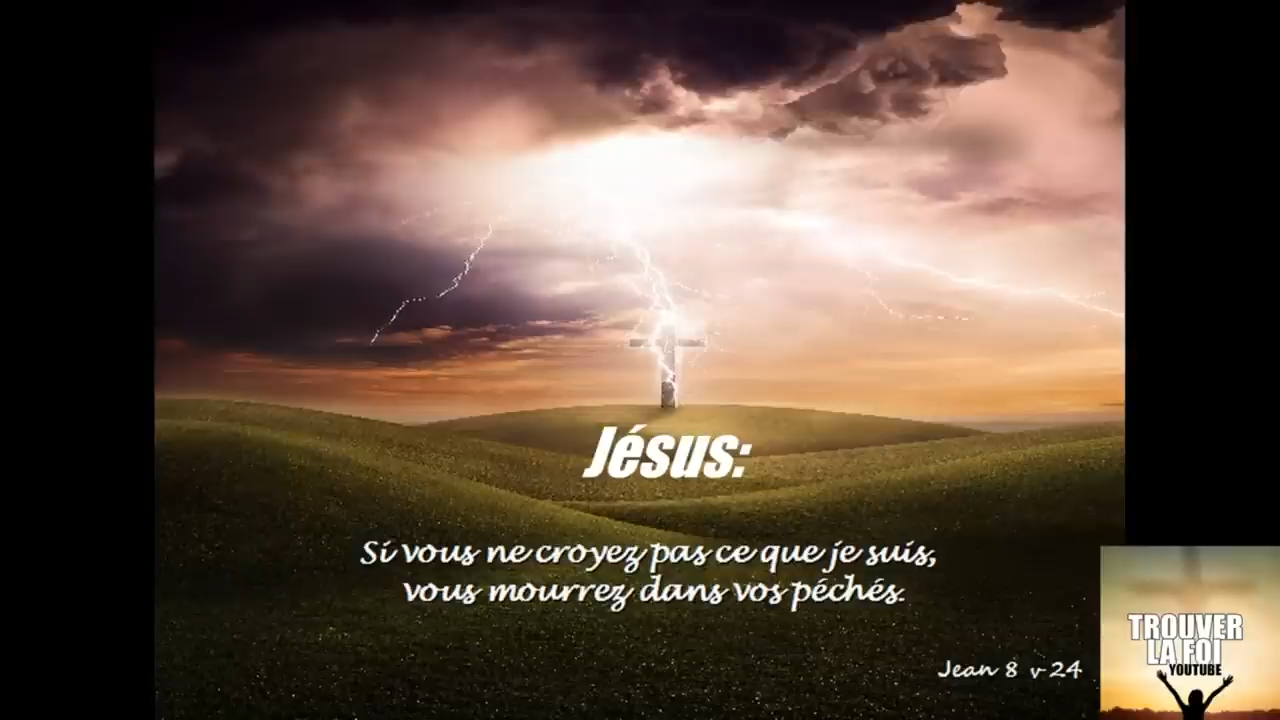 Jésus:
Si vous ne croyez pas ce que je suis,
vous mourrez dans vos péchés.
Jean 8 v 24
TROUVER
LA FOI
YOUTUBE